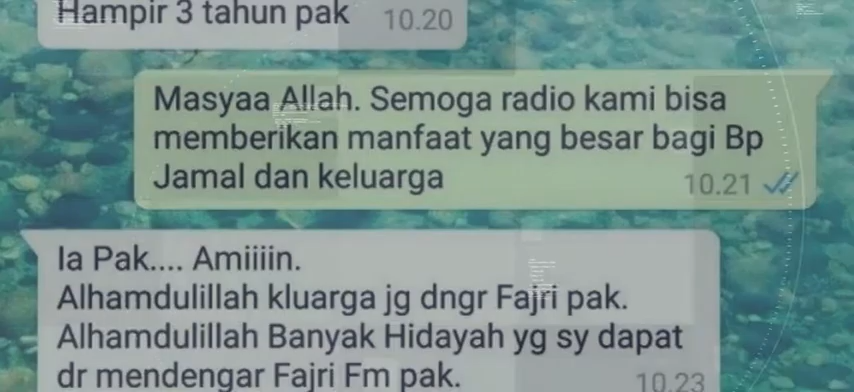 Hampir 3 tahun pak 10.20
Masyaa Allah. Semoga radio kami bisa
memberikan manfaat yang besar bagi Bp
Jamal dan keluarga 10.21
Ia Pak.... Amiiiin.
Alhamdulillah kluarga jg dngr Fajri pak.
Alhamdulillah Banyak Hidayah yg sy dapat
dr mendengar Fajri Fm pak. 10.23